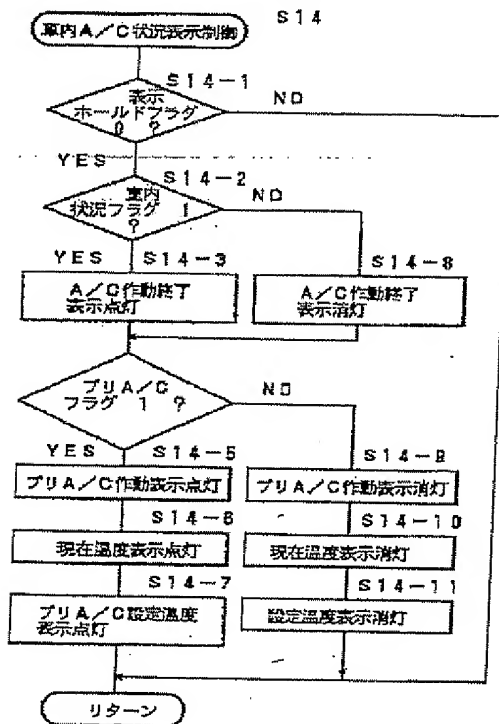 S14
車内A/C状況表示制御
S14-1
表示
ホールドフラグ
0 ?
NO
YES
S14-2
室内
状況フラグ 1
?
NO
YES S14-3
S14-8
A/C作動終了
表示点灯
A/C作動終了
表示消灯
プリA/C
フラグ 1 ?
NO
YES S14-5
S14-9
プリA/C作動表示点灯
プリA/C作動表示消灯
S14-6
S14-10
現在温度表示点灯
現在温度表示消灯
S14-7
S14-11
プリA/C設定温度
表示点灯
設定温度表示消灯
リターン